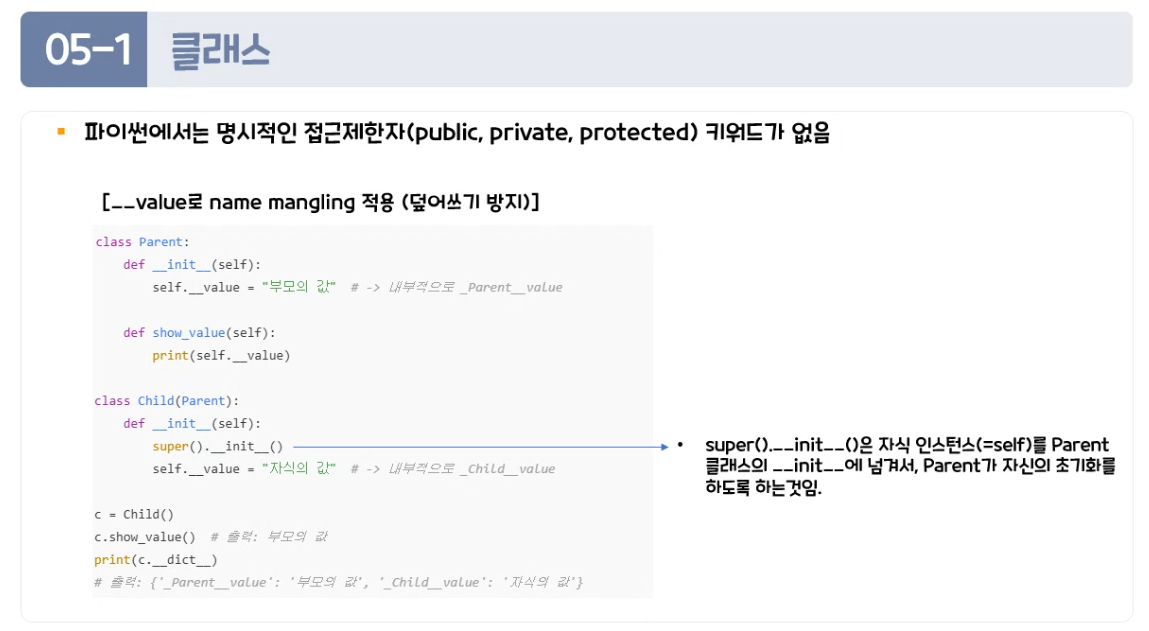 05-1 클래스
▪ 파이썬에서는 명시적인 접근제한자(public, private, protected) 키워드가 없음
[__value로 name mangling 적용 (덮어쓰기 방지)]
class Parent:
    def __init__(self):
        self.__value = "부모의 값"  # -> 내부적으로 _Parent__value
    def show_value(self):
        print(self.__value)
class Child(Parent):
    def __init__(self):
        super().__init__()
        self.__value = "자식의 값"  # -> 내부적으로 _Child__value
c = Child()
c.show_value()  # 출력: 부모의 값
print(c.__dict__)
# 출력: {'_Parent__value': '부모의 값', '_Child__value': '자식의 값'}
• super().__init__()은 자식 인스턴스(=self)를 Parent
클래스의 __init__에 넘겨서, Parent가 자신의 초기화를
하도록 하는것임.